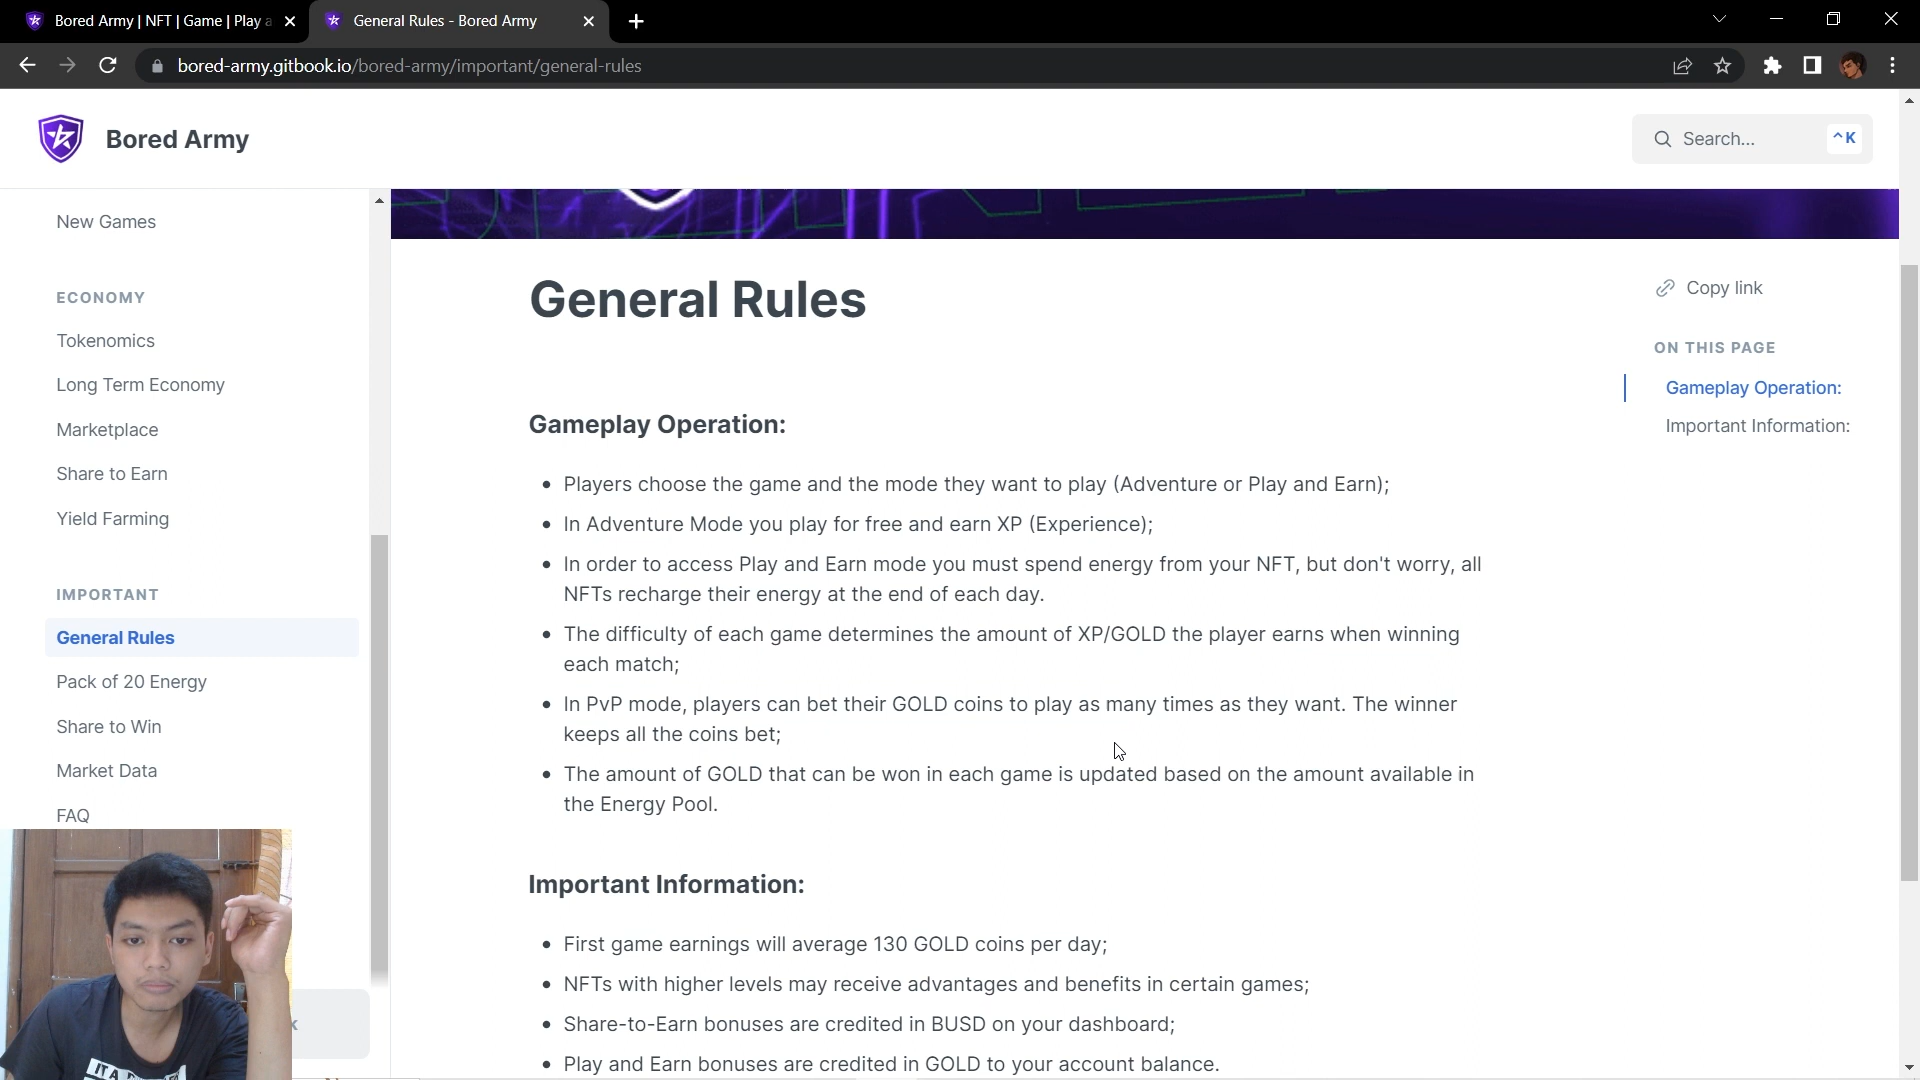 Bored Army | NFT | Game | Play a
General Rules - Bored Army
bored-army.gitbook.io/bored-army/important/general-rules
Bored Army
Search...
^K
New Games
ECONOMY
Tokenomics
Long Term Economy
Marketplace
Share to Earn
Yield Farming
IMPORTANT
General Rules
Pack of 20 Energy
Share to Win
Market Data
FAQ
General Rules
Gameplay Operation:
• Players choose the game and the mode they want to play (Adventure or Play and Earn);
• In Adventure Mode you play for free and earn XP (Experience);
• In order to access Play and Earn mode you must spend energy from your NFT, but don't worry, all
NFTs recharge their energy at the end of each day.
• The difficulty of each game determines the amount of XP/GOLD the player earns when winning
each match;
• In PvP mode, players can bet their GOLD coins to play as many times as they want. The winner
keeps all the coins bet;
• The amount of GOLD that can be won in each game is updated based on the amount available in
the Energy Pool.
Important Information:
• First game earnings will average 130 GOLD coins per day;
• NFTs with higher levels may receive advantages and benefits in certain games;
• Share-to-Earn bonuses are credited in BUSD on your dashboard;
• Play and Earn bonuses are credited in GOLD to your account balance.
Copy link
ON THIS PAGE
Gameplay Operation:
Important Information: